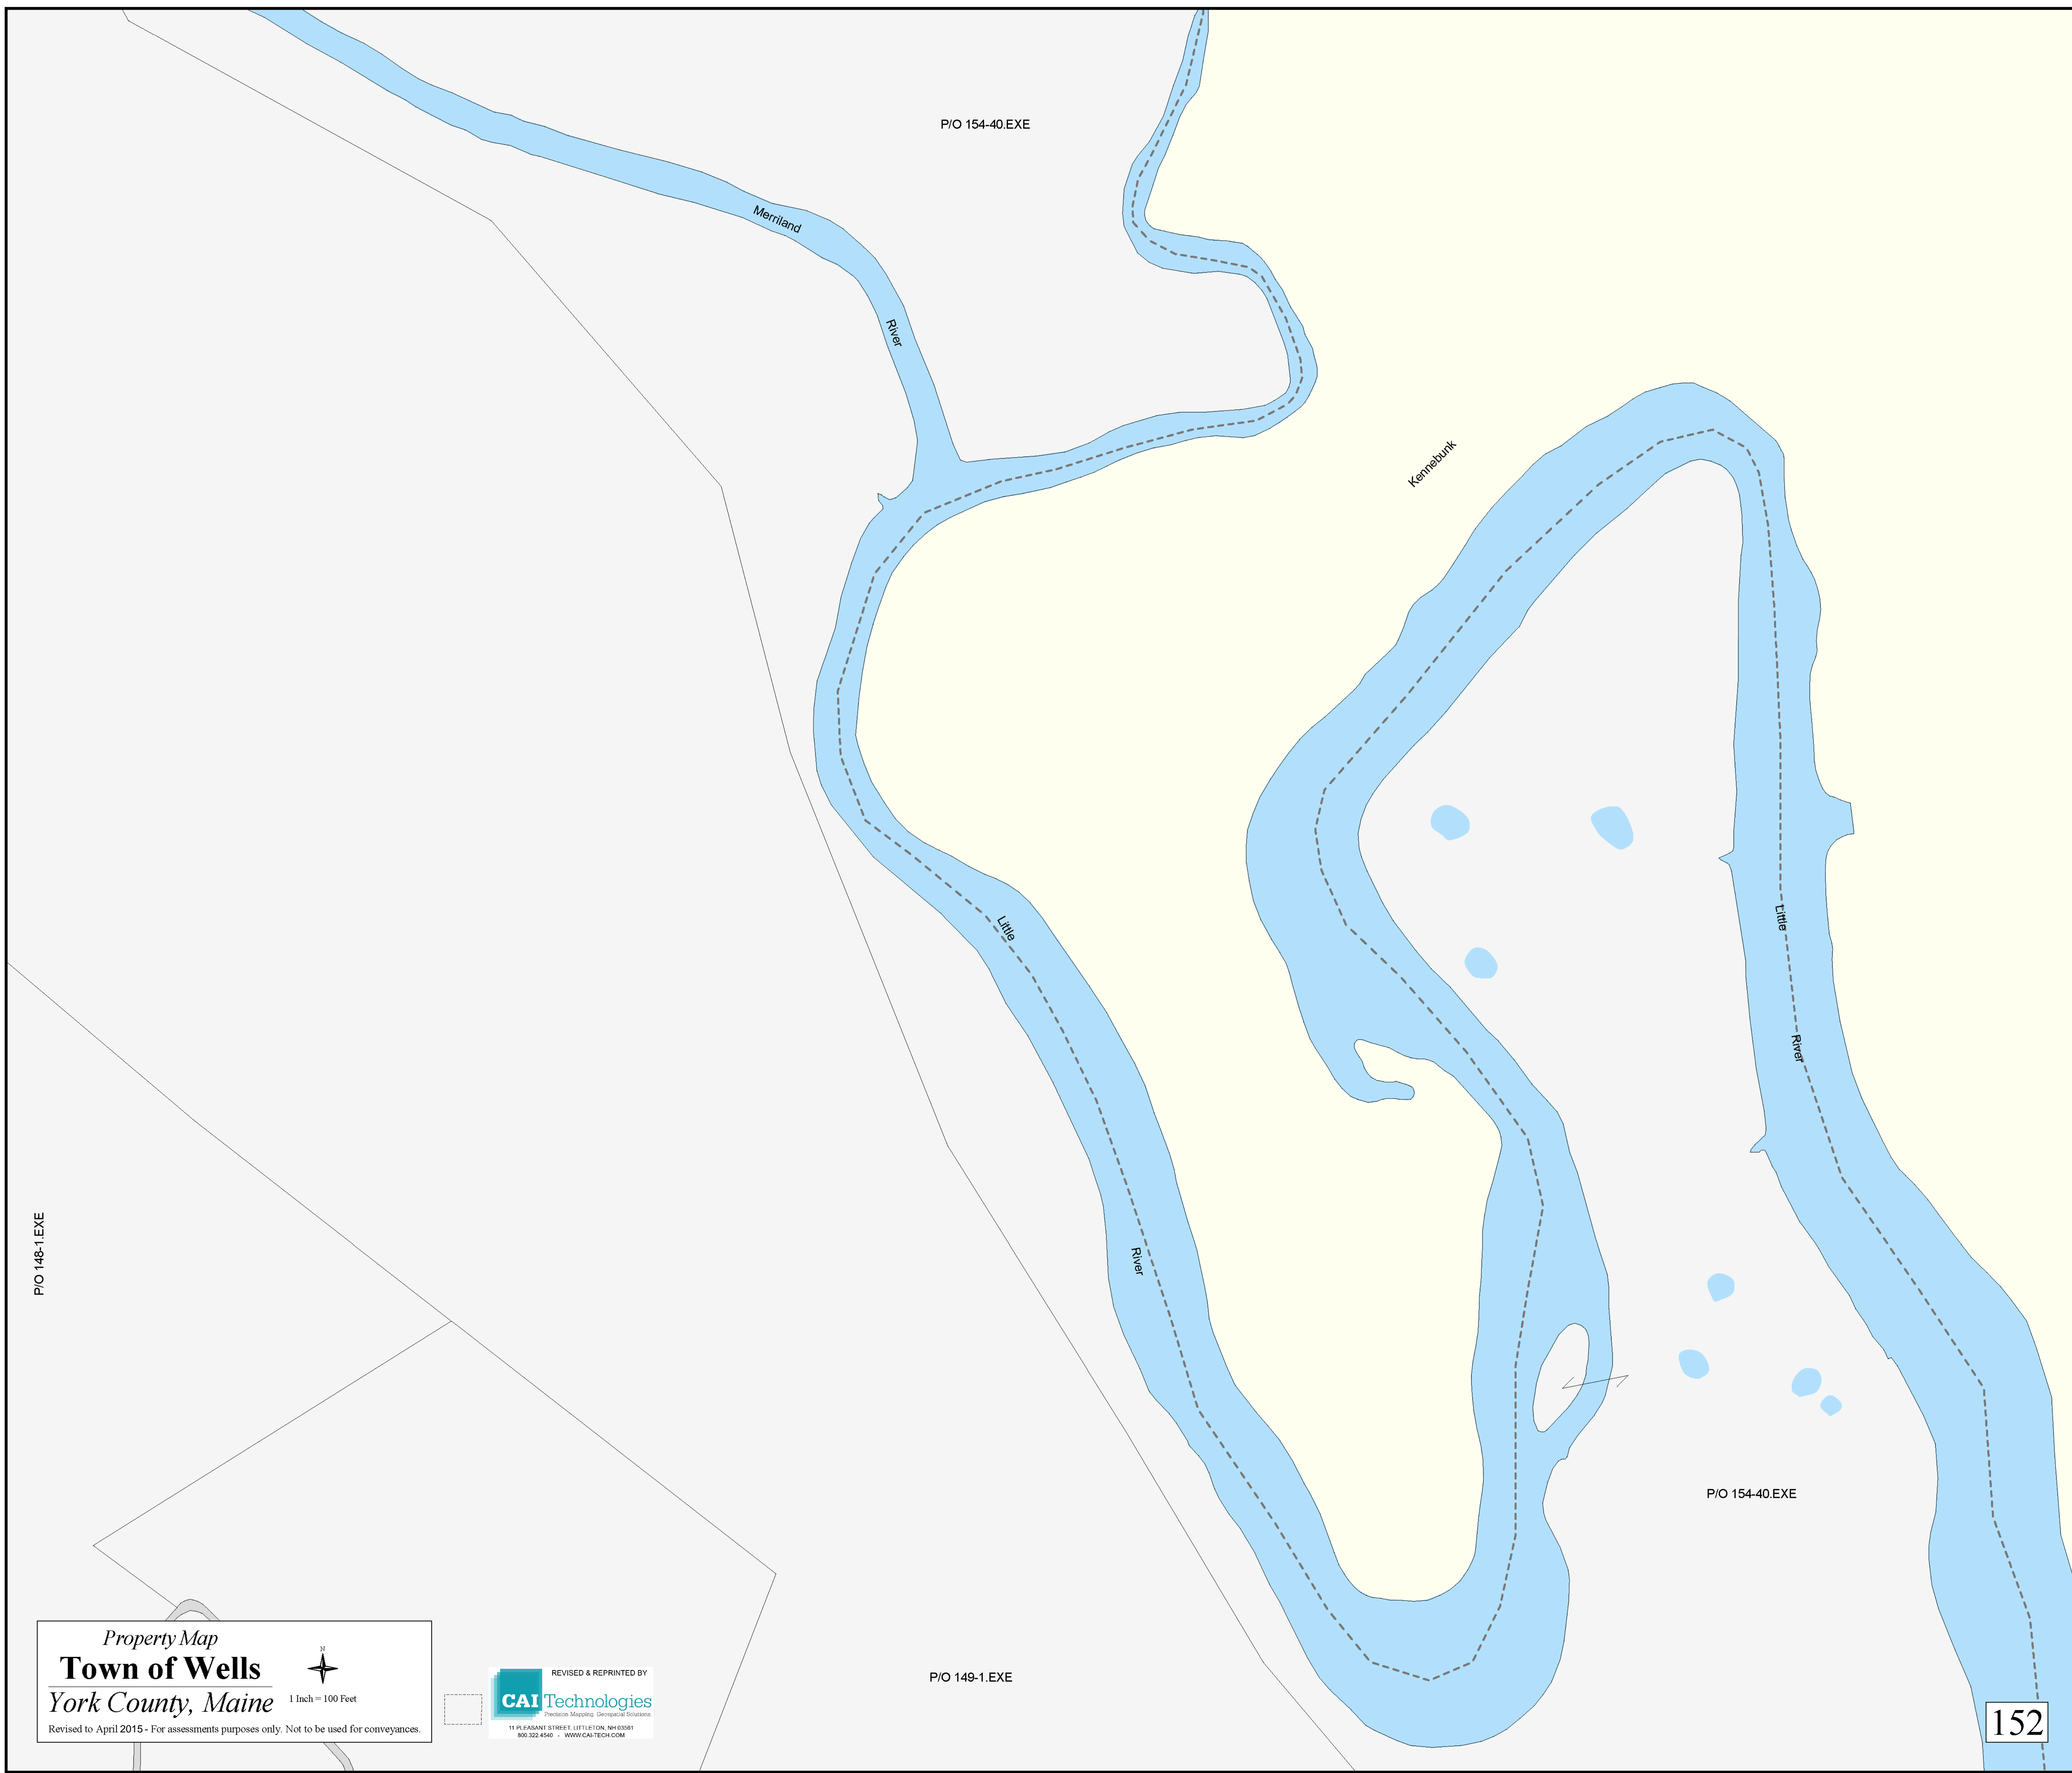 P/O 154-40.EXE
Merriland
River
Kennebunk
Little
Little
River
P/O 148-1.EXE
River
P/O 154-40.EXE
P/O 149-1.EXE
Property Map
Town of Wells
York County, Maine
N
1 Inch = 100 Feet
Revised to April 2015 - For assessments purposes only. Not to be used for conveyances.
REVISED & REPRINTED BY
CAI Technologies
Precision Mapping. Geospatial Solutions.
11 PLEASANT STREET, LITTLETON, NH 03561
800.322.4540 - WWW.CAI-TECH.COM
152